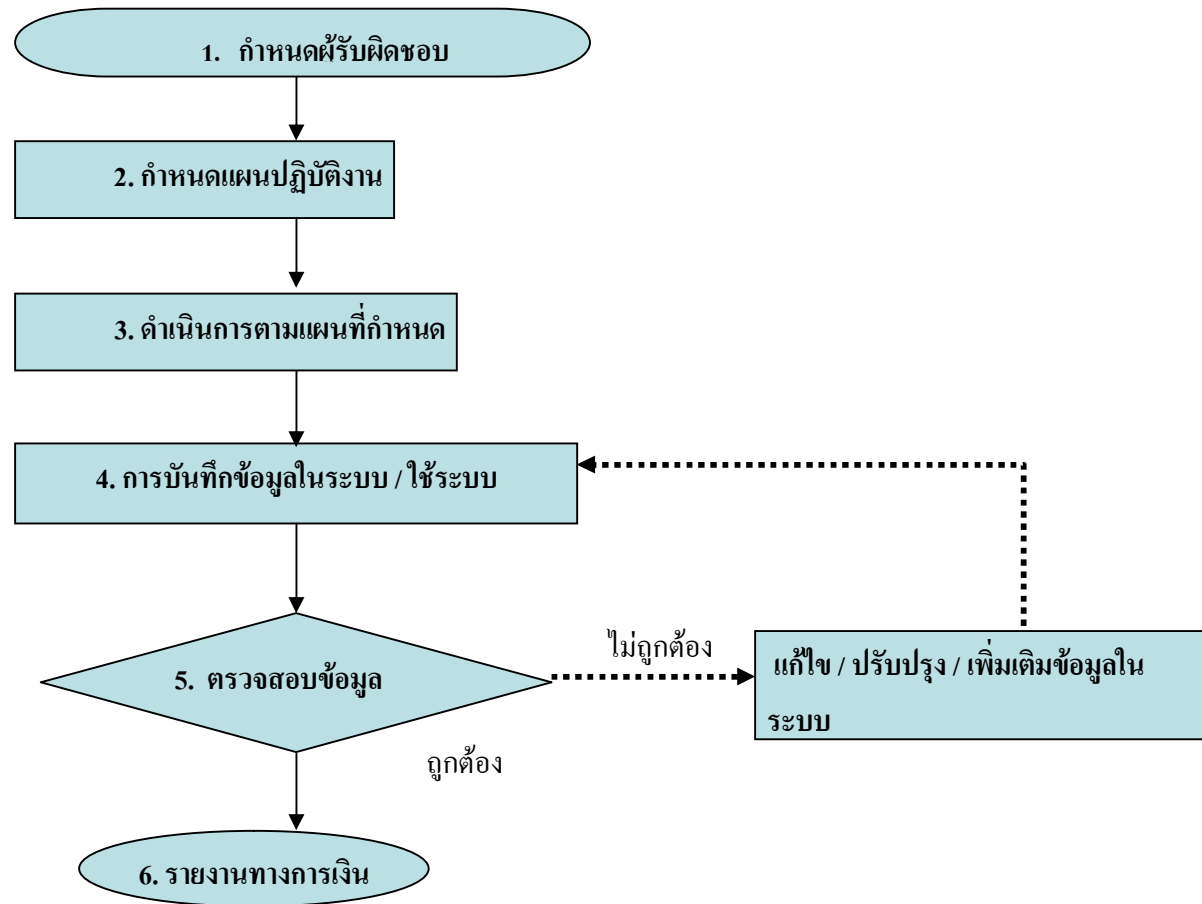 1. กำหนดผู้รับผิดชอบ
2. กำหนดแผนปฏิบัติงาน
3. ดำเนินการตามแผนที่กำหนด
4. การบันทึกข้อมูลในระบบ / ใช้ระบบ
5. ตรวจสอบข้อมูล
ไม่ถูกต้อง
แก้ไข / ปรับปรุง / เพิ่มเติมข้อมูลใน
ระบบ
ถูกต้อง
6. รายงานทางการเงิน